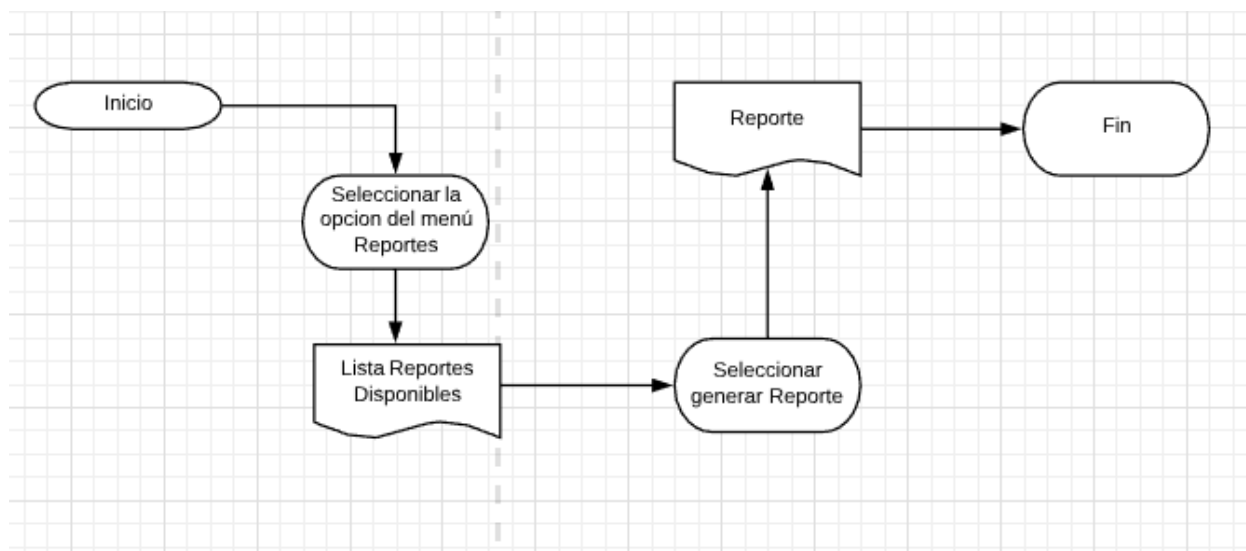 Inicio
Seleccionar la
opcion del menú
Reportes
Lista Reportes
Disponibles
Seleccionar
generar Reporte
Reporte
Fin